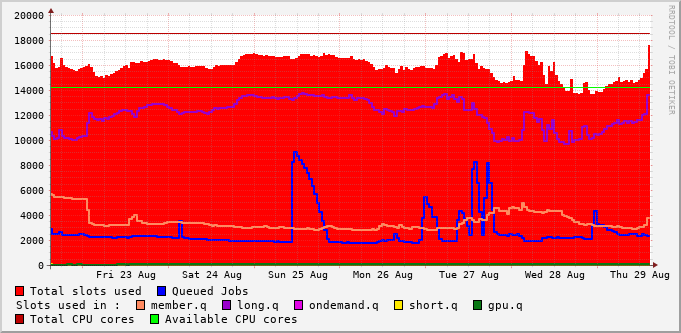 20000
18000
16000
14000
12000
10000
8000
6000
4000
2000
0
Fri 23 Aug Sat 24 Aug Sun 25 Aug Mon 26 Aug Tue 27 Aug Wed 28 Aug Thu 29 Aug
RRDTOOL / TOBI OETIKER
Total slots used Queued Jobs
Slots used in : member.q long.q ondemand.q short.q gpu.q
Total CPU cores Available CPU cores